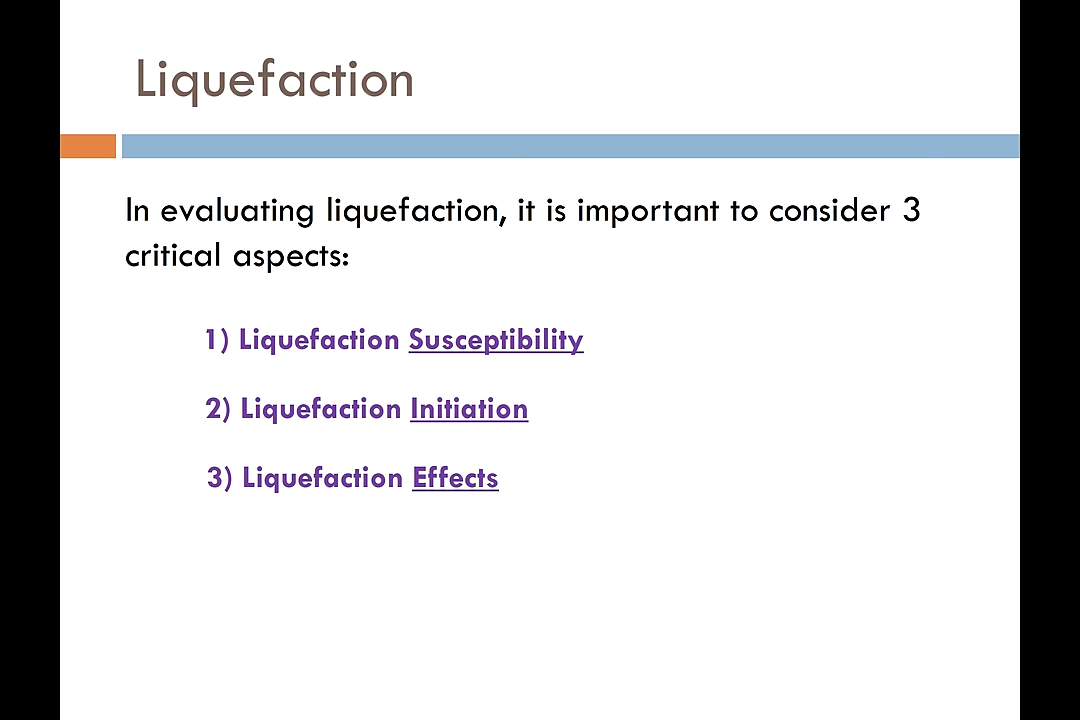 Liquefaction
In evaluating liquefaction, it is important to consider 3
critical aspects:
1) Liquefaction Susceptibility
2) Liquefaction Initiation
3) Liquefaction Effects